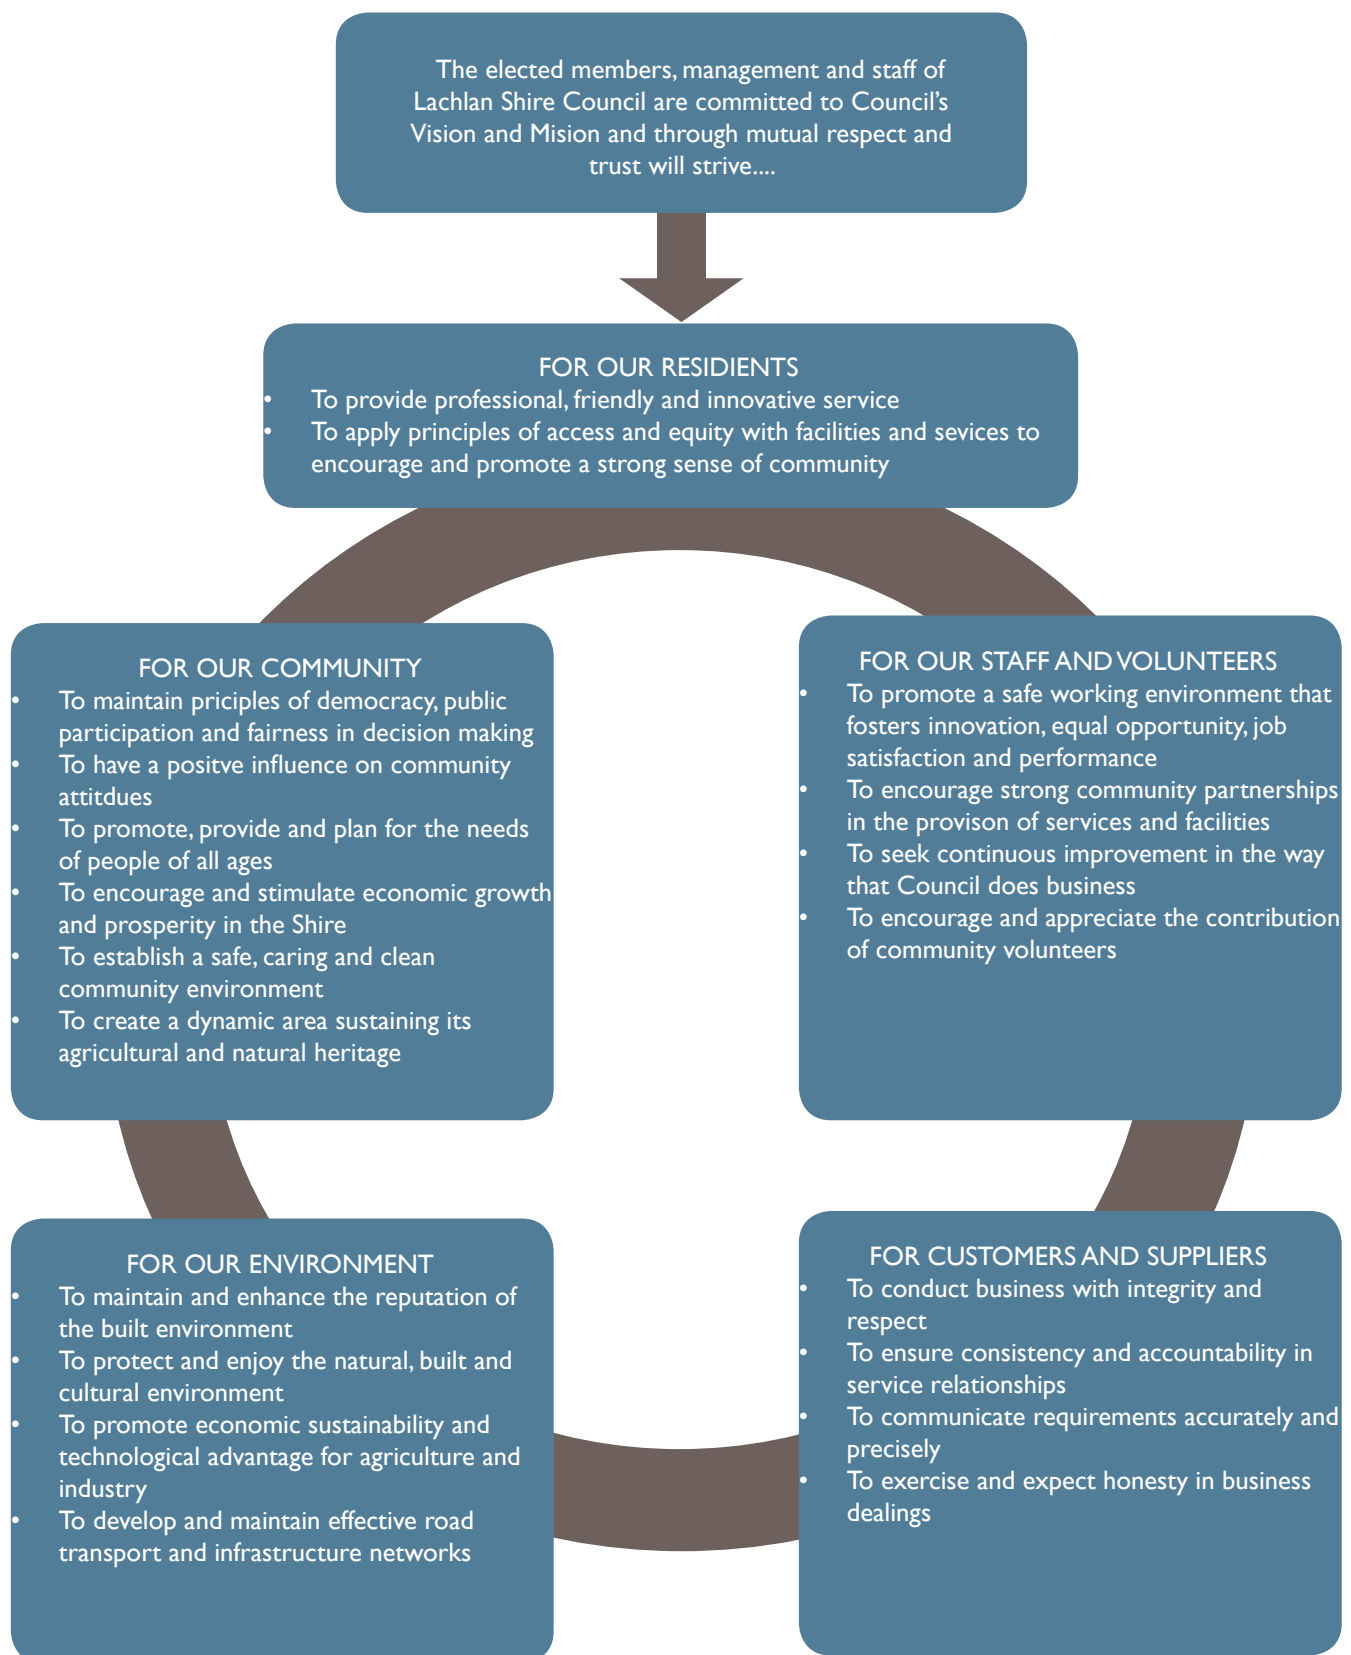 The elected members, management and staff of
Lachlan Shire Council are committed to Council’s
Vision and Mision and through mutual respect and
trust will strive....
FOR OUR RESIDIENTS
• To provide professional, friendly and innovative service
• To apply principles of access and equity with facilities and sevices to
encourage and promote a strong sense of community
FOR OUR COMMUNITY
• To maintain priciples of democracy, public
participation and fairness in decision making
• To have a positve influence on community
attitdues
• To promote, provide and plan for the needs
of people of all ages
• To encourage and stimulate economic growth
and prosperity in the Shire
• To establish a safe, caring and clean
community environment
• To create a dynamic area sustaining its
agricultural and natural heritage
FOR OUR STAFF AND VOLUNTEERS
• To promote a safe working environment that
fosters innovation, equal opportunity, job
satisfaction and performance
• To encourage strong community partnerships
in the provison of services and facilities
• To seek continuous improvement in the way
that Council does business
• To encourage and appreciate the contribution
of community volunteers
FOR OUR ENVIRONMENT
• To maintain and enhance the reputation of
the built environment
• To protect and enjoy the natural, built and
cultural environment
• To promote economic sustainability and
technological advantage for agriculture and
industry
• To develop and maintain effective road
transport and infrastructure networks
FOR CUSTOMERS AND SUPPLIERS
• To conduct business with integrity and
respect
• To ensure consistency and accountability in
service relationships
• To communicate requirements accurately and
precisely
• To exercise and expect honesty in business
dealings